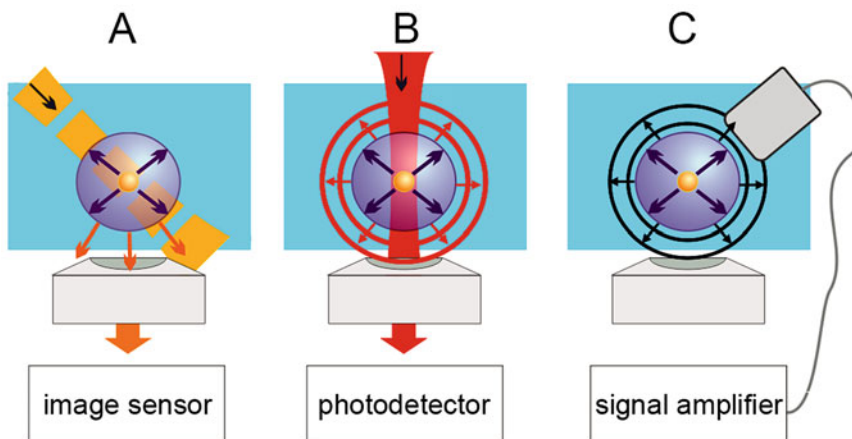 A
B
C
image sensor
photodetector
signal amplifier